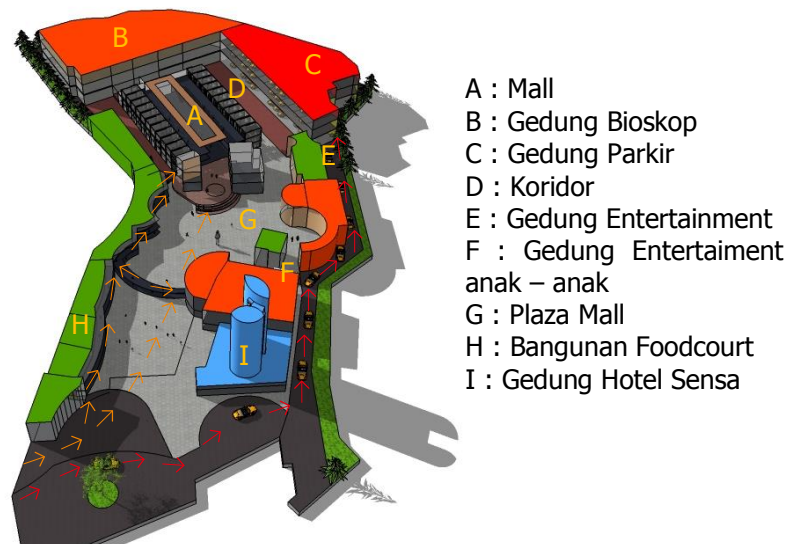 B
C
D
A
E
G
F
H
I
A : Mall
B : Gedung Bioskop
C : Gedung Parkir
D : Koridor
E : Gedung Entertainment
F : Gedung Entertaiment
anak – anak
G : Plaza Mall
H : Bangunan Foodcourt
I : Gedung Hotel Sensa